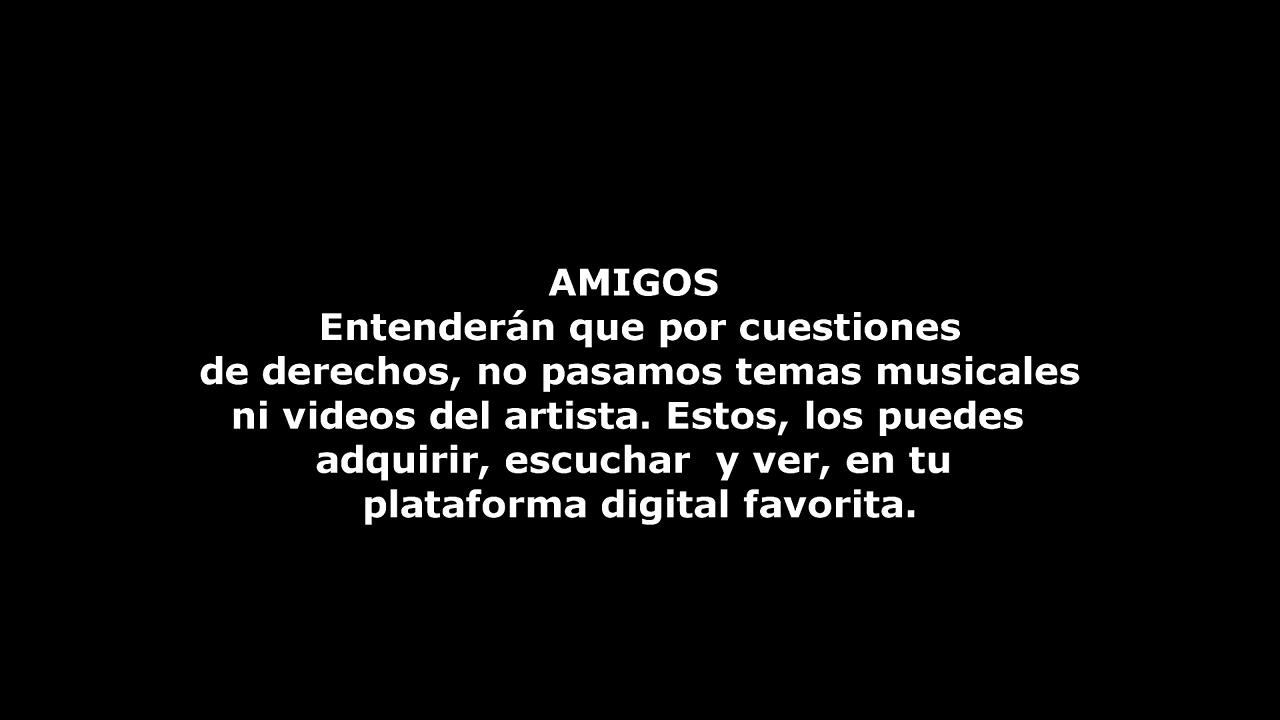 AMIGOS
Entenderán que por cuestiones
de derechos, no pasamos temas musicales
ni videos del artista. Estos, los puedes
adquirir, escuchar  y ver, en tu
plataforma digital favorita.